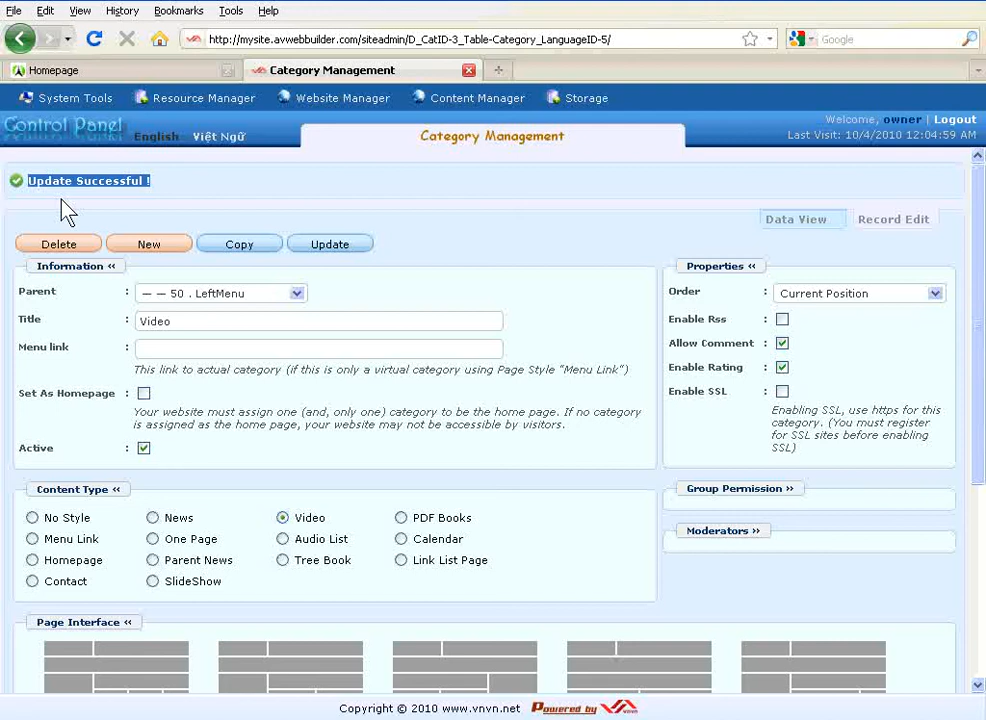 File Edit View History Bookmarks Tools Help
http://mysite.avwebbuilder.com/siteadmin/D_CatID-3_Table-Category_LanguageID-5/
Google
Homepage
Category Management
System Tools Resource Manager Website Manager Content Manager Storage
Control Panel English Việt Ngữ
Category Management
Welcome, owner | Logout
Last Visit: 10/4/2010 12:04:59 AM
Update Successful !
Data View Record Edit
Delete New Copy Update
Information «
Parent : — — 50 . LeftMenu
Title : Video
Menu link :
This link to actual category (if this is only a virtual category using Page Style "Menu Link")
Set As Homepage :
Your website must assign one (and, only one) category to be the home page. If no category
is assigned as the home page, your website may not be accessible by visitors.
Active :
Properties «
Order : Current Position
Enable Rss :
Allow Comment :
Enable Rating :
Enable SSL :
Enabling SSL, use https for this
category. (You must register
for SSL sites before enabling
SSL)
Content Type «
No Style News Video PDF Books
Menu Link One Page Audio List Calendar
Homepage Parent News Tree Book Link List Page
Contact SlideShow
Group Permission »
Moderators »
Page Interface «
Copyright © 2010 www.vnvn.net Powered by